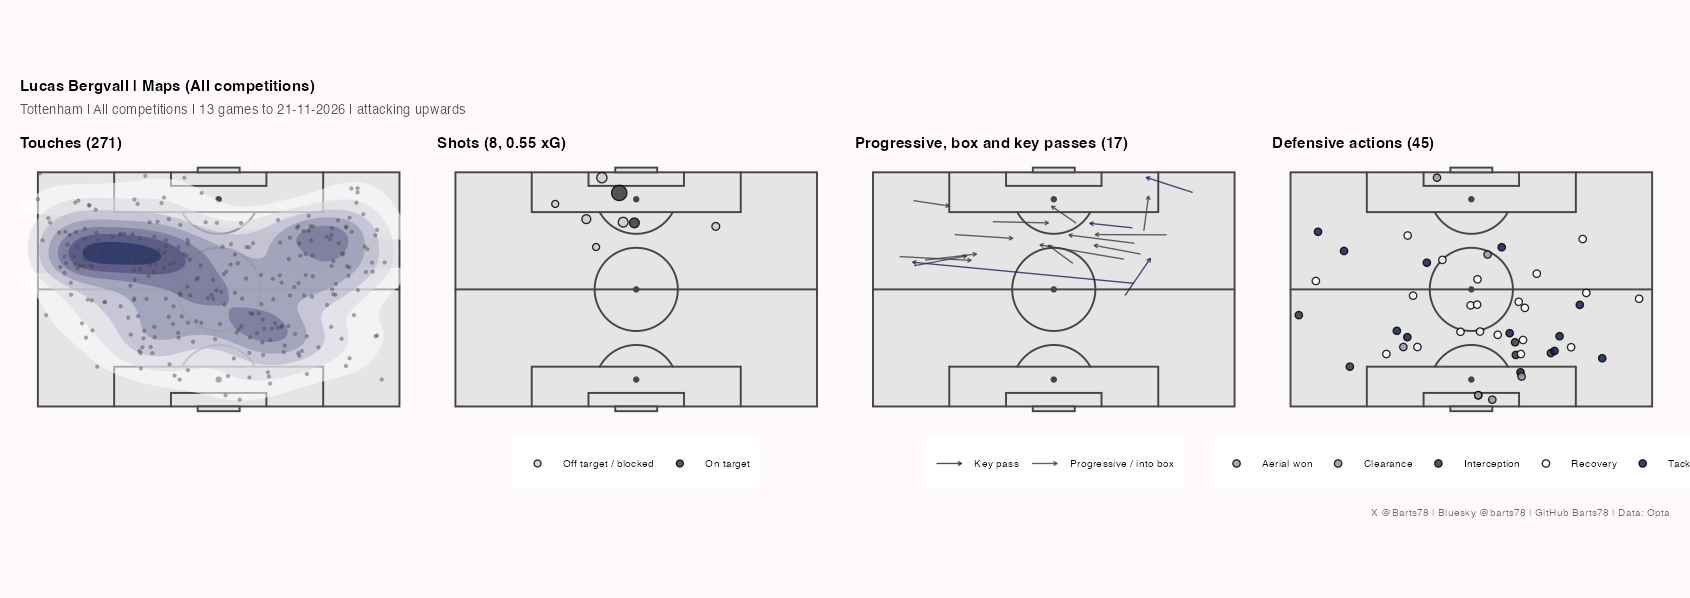 Lucas Bergvall | Maps (All competitions)
Tottenham | All competitions | 13 games to 21-11-2026 | attacking upwards
Touches (271)
Shots (8, 0.55 xG)
Progressive, box and key passes (17)
Defensive actions (45)
Off target / blocked
On target
Key pass
Progressive / into box
Aerial won
Clearance
Interception
Recovery
Tack
X @Barts78 | Bluesky @barts78 | GitHub Barts78 | Data: Opta